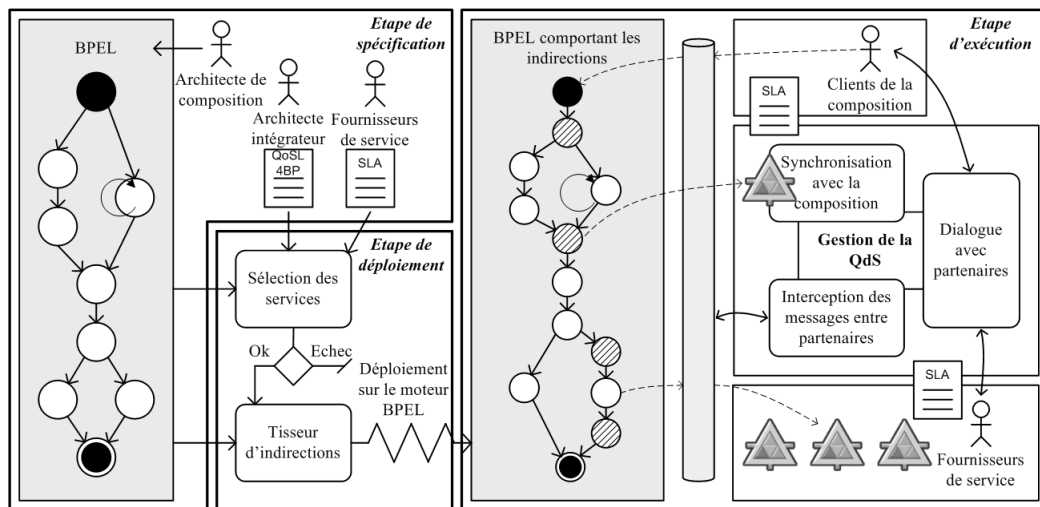 BPEL
Etape de
spécification
Architecte de
composition
Architecte
intégrateur
Fournisseurs
de service
QoSL
4BP
SLA
Etape de
déploiement
Sélection des
services
Ok
Echec
Déploiement
sur le moteur
BPEL
Tisseur
d'indirections
BPEL comportant les
indirections
Etape
d'exécution
Clients de la
composition
SLA
Synchronisation
avec la
composition
Gestion de la
QdS
Dialogue
avec
partenaires
Interception des
messages entre
partenaires
SLA
Fournisseurs
de service